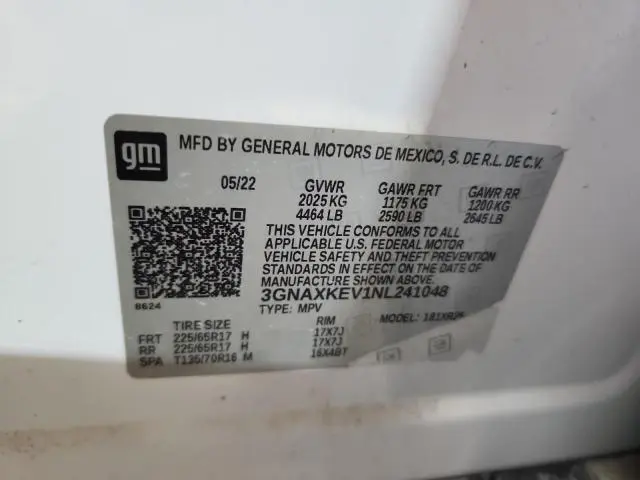 gm
MFD BY GENERAL MOTORS DE MEXICO, S. DE R.L. DE C.V.
05/22 GVWR GAWR FRT GAWR RR
2025 KG 1175 KG 1200 KG
4464 LB 2590 LB 2645 LB
THIS VEHICLE CONFORMS TO ALL
APPLICABLE U.S. FEDERAL MOTOR
VEHICLE SAFETY AND THEFT PREVENTION
STANDARDS IN EFFECT ON THE DATE OF
MANUFACTURE SHOWN ABOVE.
8624
3GNAXKEV1NL241048
TYPE: MPV MODEL: 1S1XR26
TIRE SIZE RIM
FRT 225/65R17 H 17X7J
RR 225/65R17 H 17X7J
SPA T135/70R16 M 16X4BT